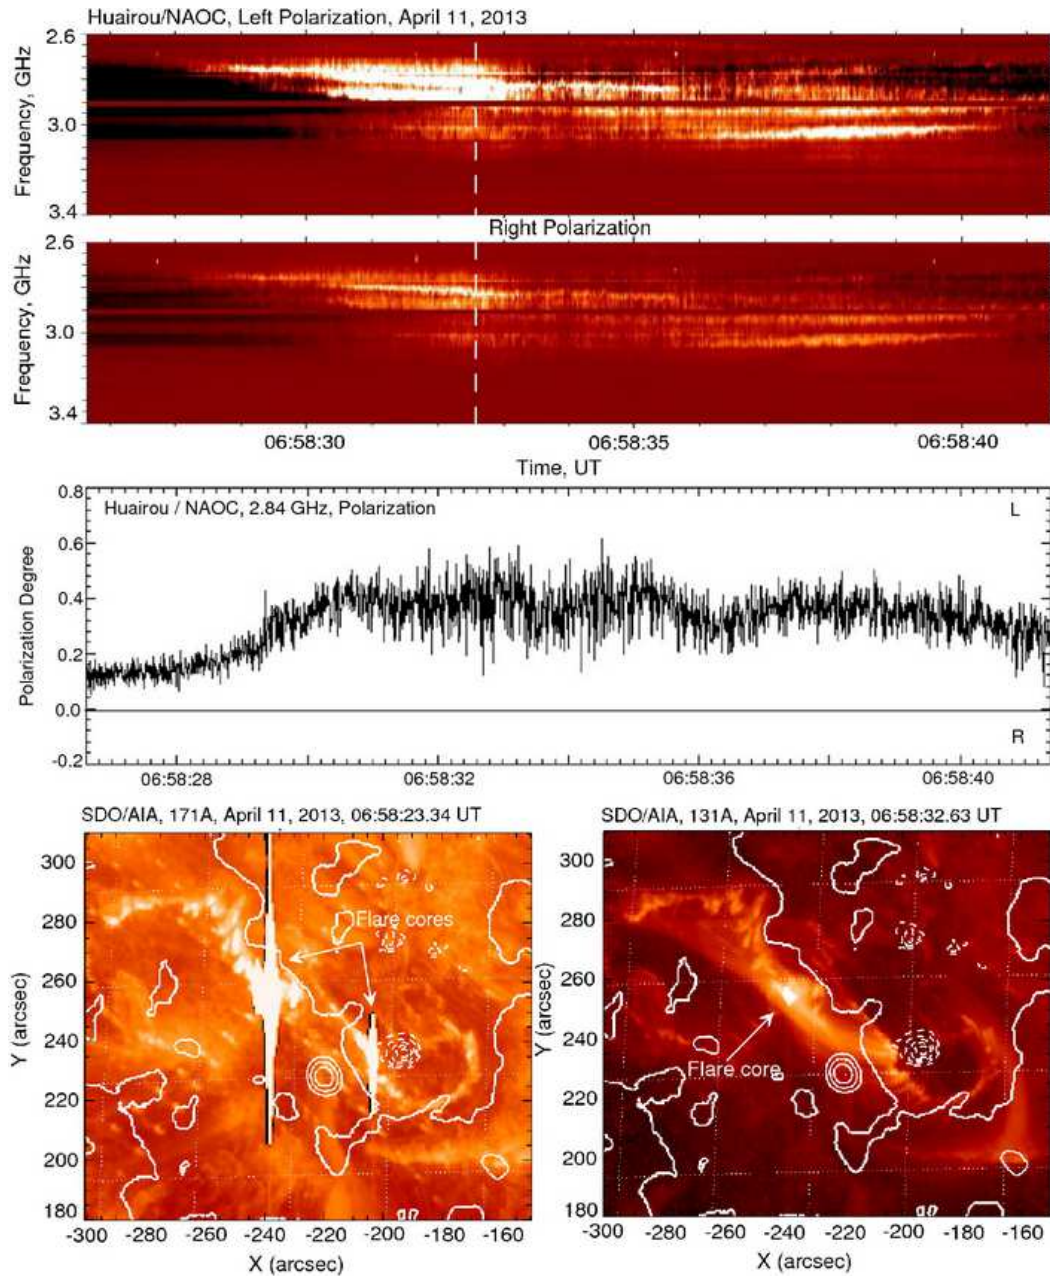 Huairou/NAOC, Left Polarization, April 11, 2013
2.6
3.0
3.4
Frequency, GHz
Right Polarization
2.6
3.0
3.4
Frequency, GHz
06:58:30 06:58:35 06:58:40
Time, UT
0.8
0.6
0.4
0.2
0.0
-0.2
Polarization Degree
Huairou / NAOC, 2.84 GHz, Polarization
L
R
06:58:28 06:58:32 06:58:36 06:58:40
SDO/AIA, 171A, April 11, 2013, 06:58:23.34 UT
300
280
260
240
220
200
180
Y (arcsec)
Flare cores
-300 -280 -260 -240 -220 -200 -180 -160
X (arcsec)
SDO/AIA, 131A, April 11, 2013, 06:58:32.63 UT
300
280
260
240
220
200
180
Y (arcsec)
Flare core
-300 -280 -260 -240 -220 -200 -180 -160
X (arcsec)